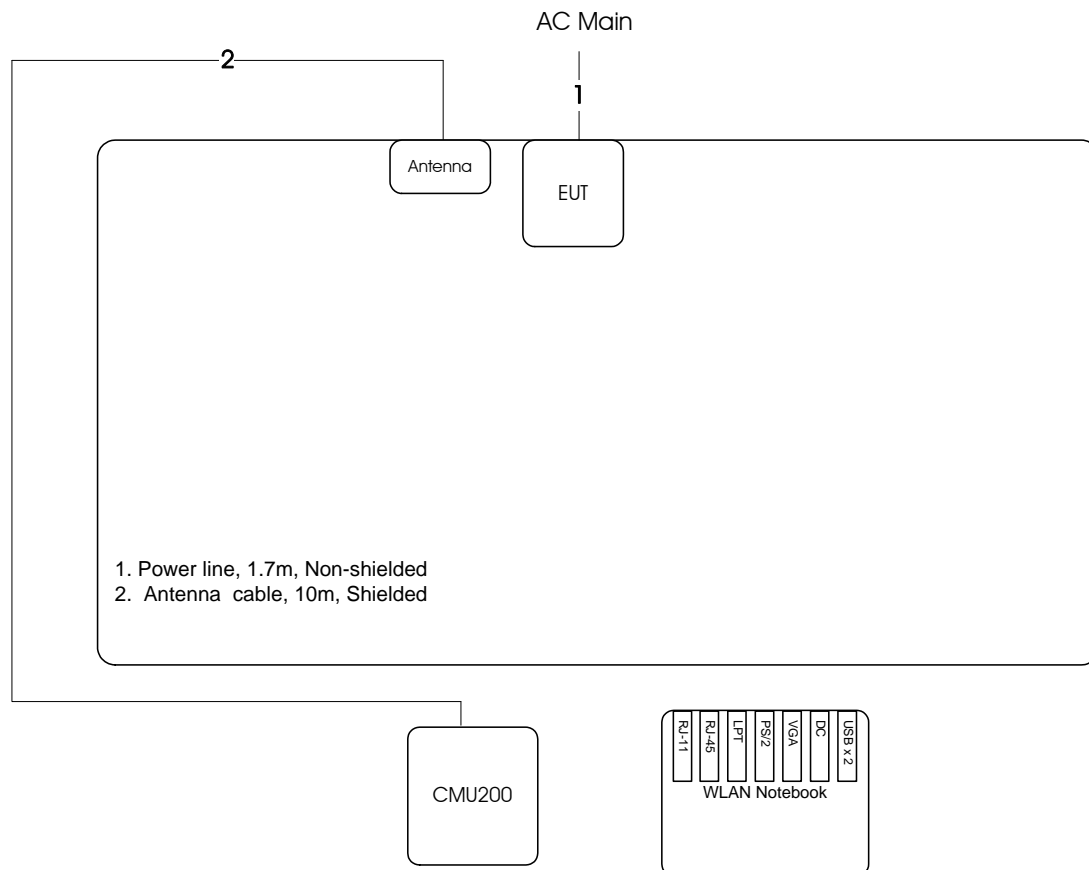 AC Main
2
1
Antenna
EUT
1. Power line, 1.7m, Non-shielded
2. Antenna cable, 10m, Shielded
CMU200
RJ-11
RJ-45
LPT
PS/2
VGA
DC
USB x 2
WLAN Notebook